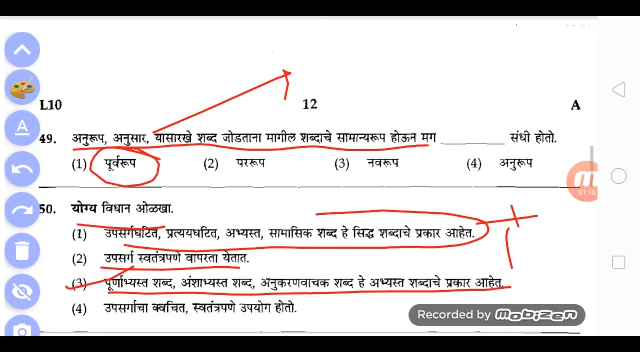 L10 12 A
49. अनुरूप, अनुसार, यासारखे शब्द जोडताना मागील शब्दाचे सामान्यरूप होऊन मग ________ संधी होतो.
(1) पूर्वरूप (2) पररूप (3) नवरूप (4) अनुरूप
01:16
50. योग्य विधान ओळखा.
(1) उपसर्गघटित, प्रत्ययघटित, अभ्यस्त, सामासिक शब्द हे सिद्ध शब्दाचे प्रकार आहेत.
(2) उपसर्ग स्वतंत्रपणे वापरता येतात.
(3) पूर्णाभ्यस्त शब्द, अंशाभ्यस्त शब्द, अनुकरणवाचक शब्द हे अभ्यस्त शब्दाचे प्रकार आहेत.
(4) उपसर्गाचा क्वचित, स्वतंत्रपणे उपयोग होतो.
Recorded by mobizen